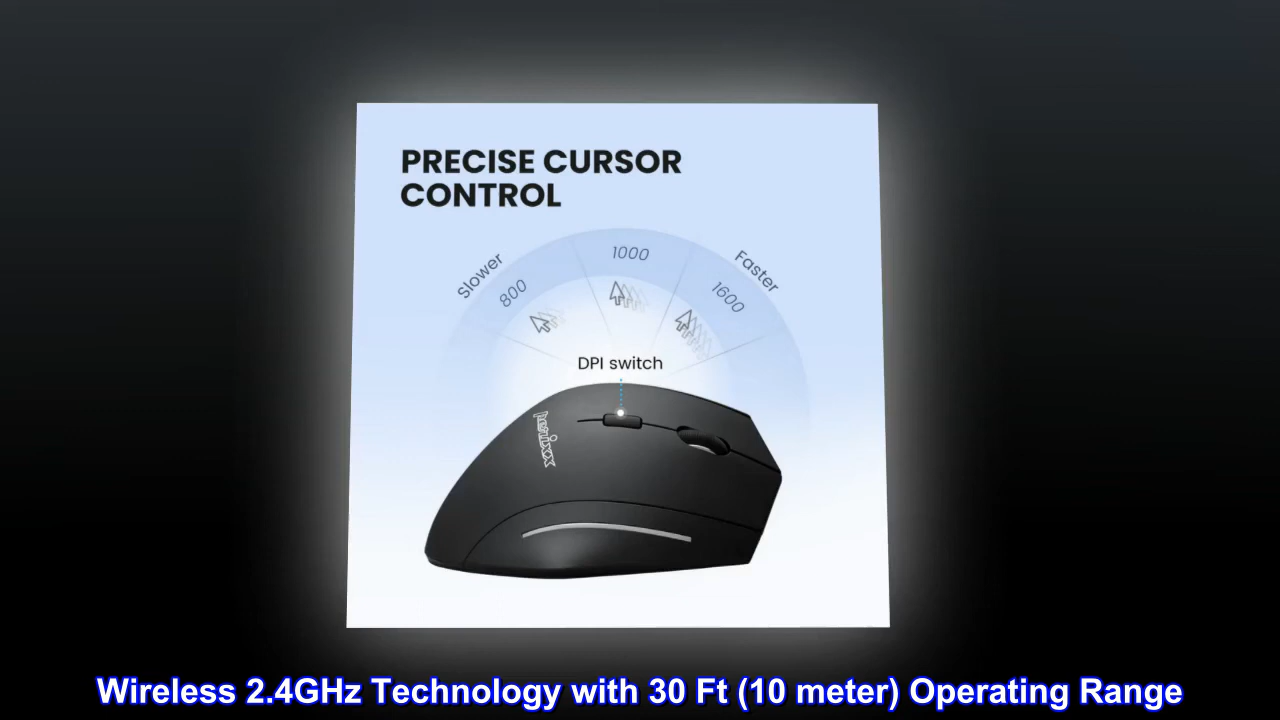 PRECISE CURSOR
CONTROL
Slower
800
1000
1600
Faster
DPI switch
perixx
Wireless 2.4GHz Technology with 30 Ft (10 meter) Operating Range